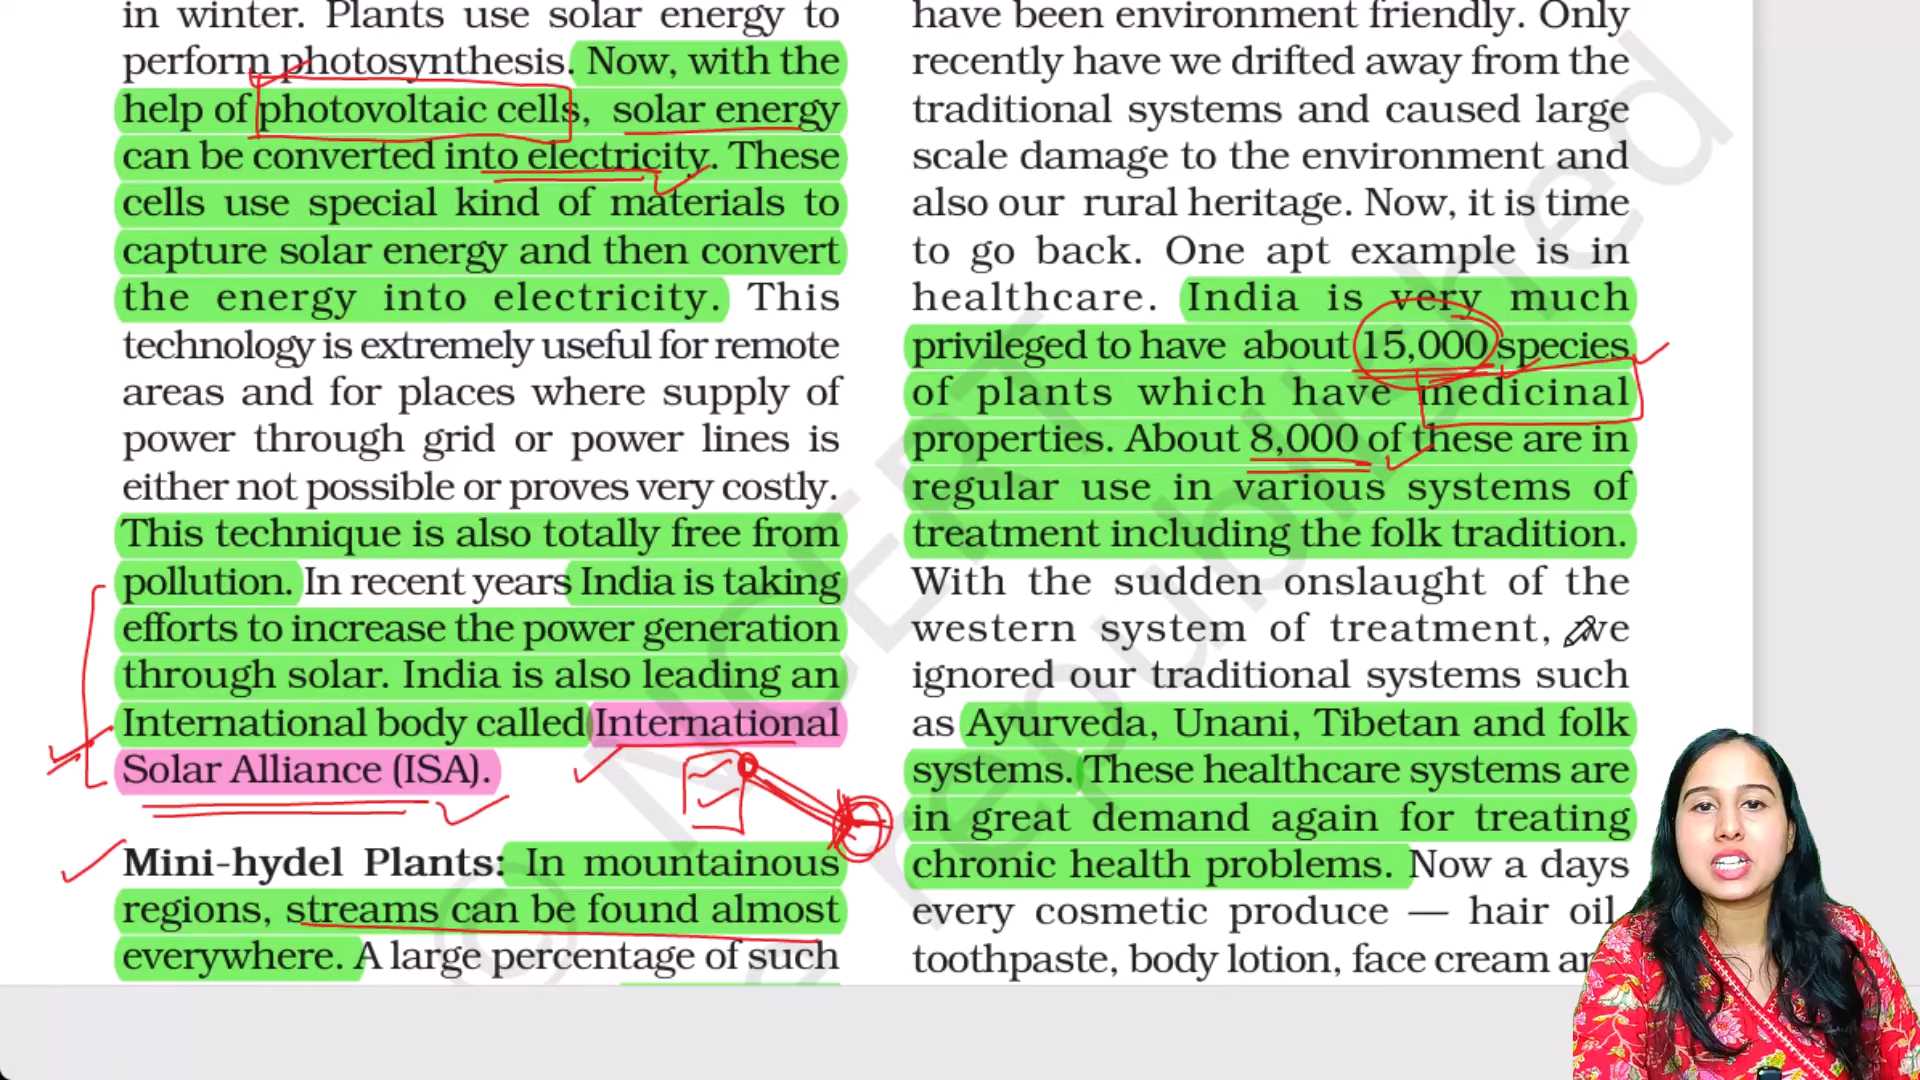 in winter. Plants use solar energy to
perform photosynthesis. Now, with the
help of photovoltaic cells, solar energy
can be converted into electricity. These
cells use special kind of materials to
capture solar energy and then convert
the energy into electricity. This
technology is extremely useful for remote
areas and for places where supply of
power through grid or power lines is
either not possible or proves very costly.
This technique is also totally free from
pollution. In recent years India is taking
efforts to increase the power generation
through solar. India is also leading an
International body called International
Solar Alliance (ISA).
Mini-hydel Plants: In mountainous
regions, streams can be found almost
everywhere. A large percentage of such
have been environment friendly. Only
recently have we drifted away from the
traditional systems and caused large
scale damage to the environment and
also our rural heritage. Now, it is time
to go back. One apt example is in
healthcare. India is very much
privileged to have about 15,000 species
of plants which have medicinal
properties. About 8,000 of these are in
regular use in various systems of
treatment including the folk tradition.
With the sudden onslaught of the
western system of treatment, we
ignored our traditional systems such
as Ayurveda, Unani, Tibetan and folk
systems. These healthcare systems are
in great demand again for treating
chronic health problems. Now a days
every cosmetic produce — hair oil,
toothpaste, body lotion, face cream
© NCERT
republished